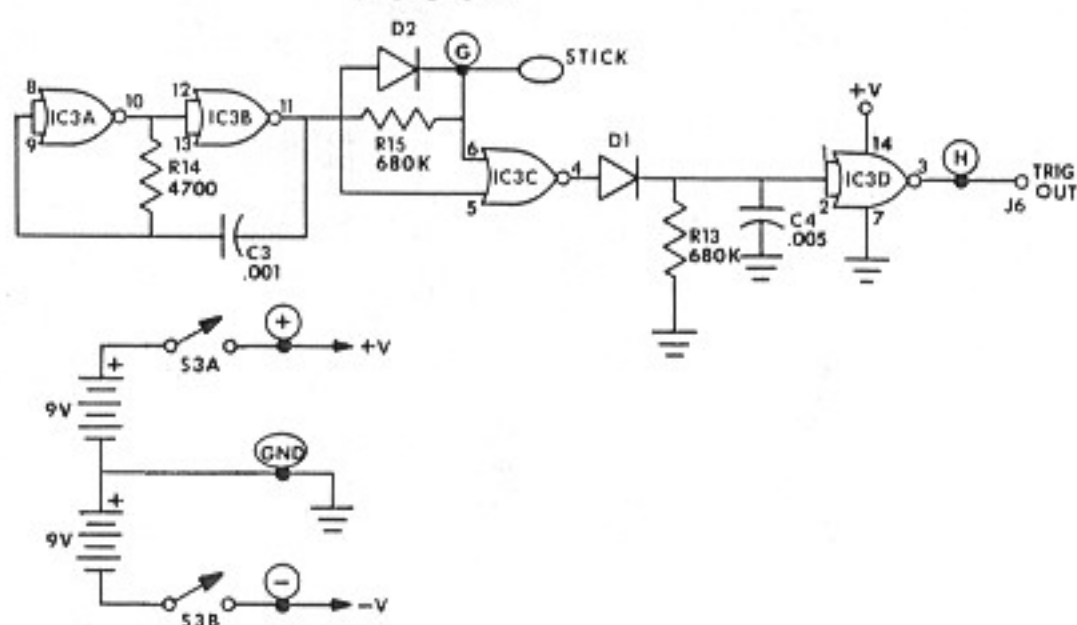 D2
G
STICK
8
9
IC3A
10
12
13
IC3B
11
R14
4700
C3
.001
R15
680K
6
5
IC3C
4
D1
R13
680K
C4
.005
+V
14
2
IC3D
3
7
H
TRIG
OUT
J6
+
S3A
+
+V
9V
GND
+
9V
S3B
−
−V